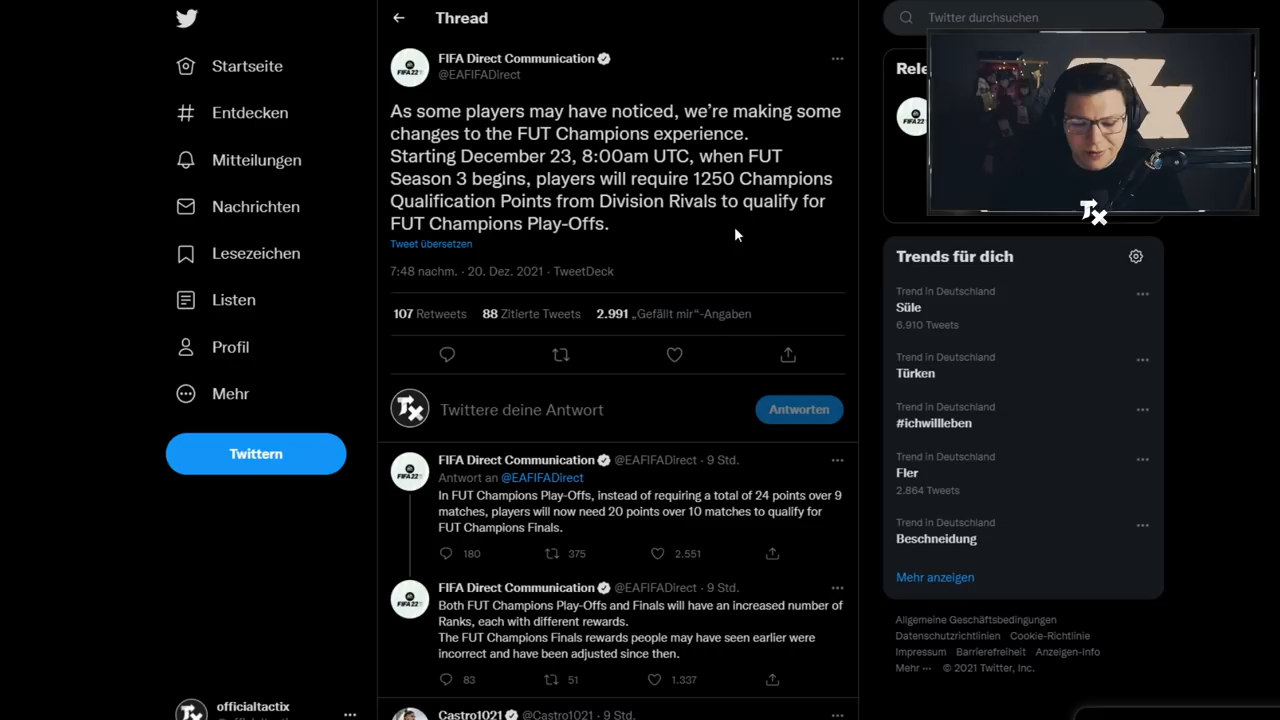 Startseite
Entdecken
Mitteilungen
Nachrichten
Lesezeichen
Listen
Profil
Mehr
Twittern
officialtactix
Thread
FIFA Direct Communication
@EAFIFADirect
As some players may have noticed, we're making some
changes to the FUT Champions experience.
Starting December 23, 8:00am UTC, when FUT
Season 3 begins, players will require 1250 Champions
Qualification Points from Division Rivals to qualify for
FUT Champions Play-Offs.
Tweet übersetzen
7:48 nachm. · 20. Dez. 2021 · TweetDeck
107 Retweets 88 Zitierte Tweets 2.991 „Gefällt mir“-Angaben
Twittere deine Antwort
Antworten
FIFA Direct Communication @EAFIFADirect · 9 Std.
Antwort an @EAFIFADirect
In FUT Champions Play-Offs, instead of requiring a total of 24 points over 9
matches, players will now need 20 points over 10 matches to qualify for
FUT Champions Finals.
180 375 2.551
FIFA Direct Communication @EAFIFADirect · 9 Std.
Both FUT Champions Play-Offs and Finals will have an increased number of
Ranks, each with different rewards.
The FUT Champions Finals rewards people may have seen earlier were
incorrect and have been adjusted since then.
83 51 1.337
Castro1021 @Castro1021 · 9 Std.
Twitter durchsuchen
Rele
Trends für dich
Trend in Deutschland
Süle
6.910 Tweets
Trend in Deutschland
Türken
Trend in Deutschland
#ichwillleben
Trend in Deutschland
Fler
2.864 Tweets
Trend in Deutschland
Beschneidung
Mehr anzeigen
Allgemeine Geschäftsbedingungen
Datenschutzrichtlinien Cookie-Richtlinie
Impressum Barrierefreiheit Anzeigen-Info
Mehr ··· © 2021 Twitter, Inc.